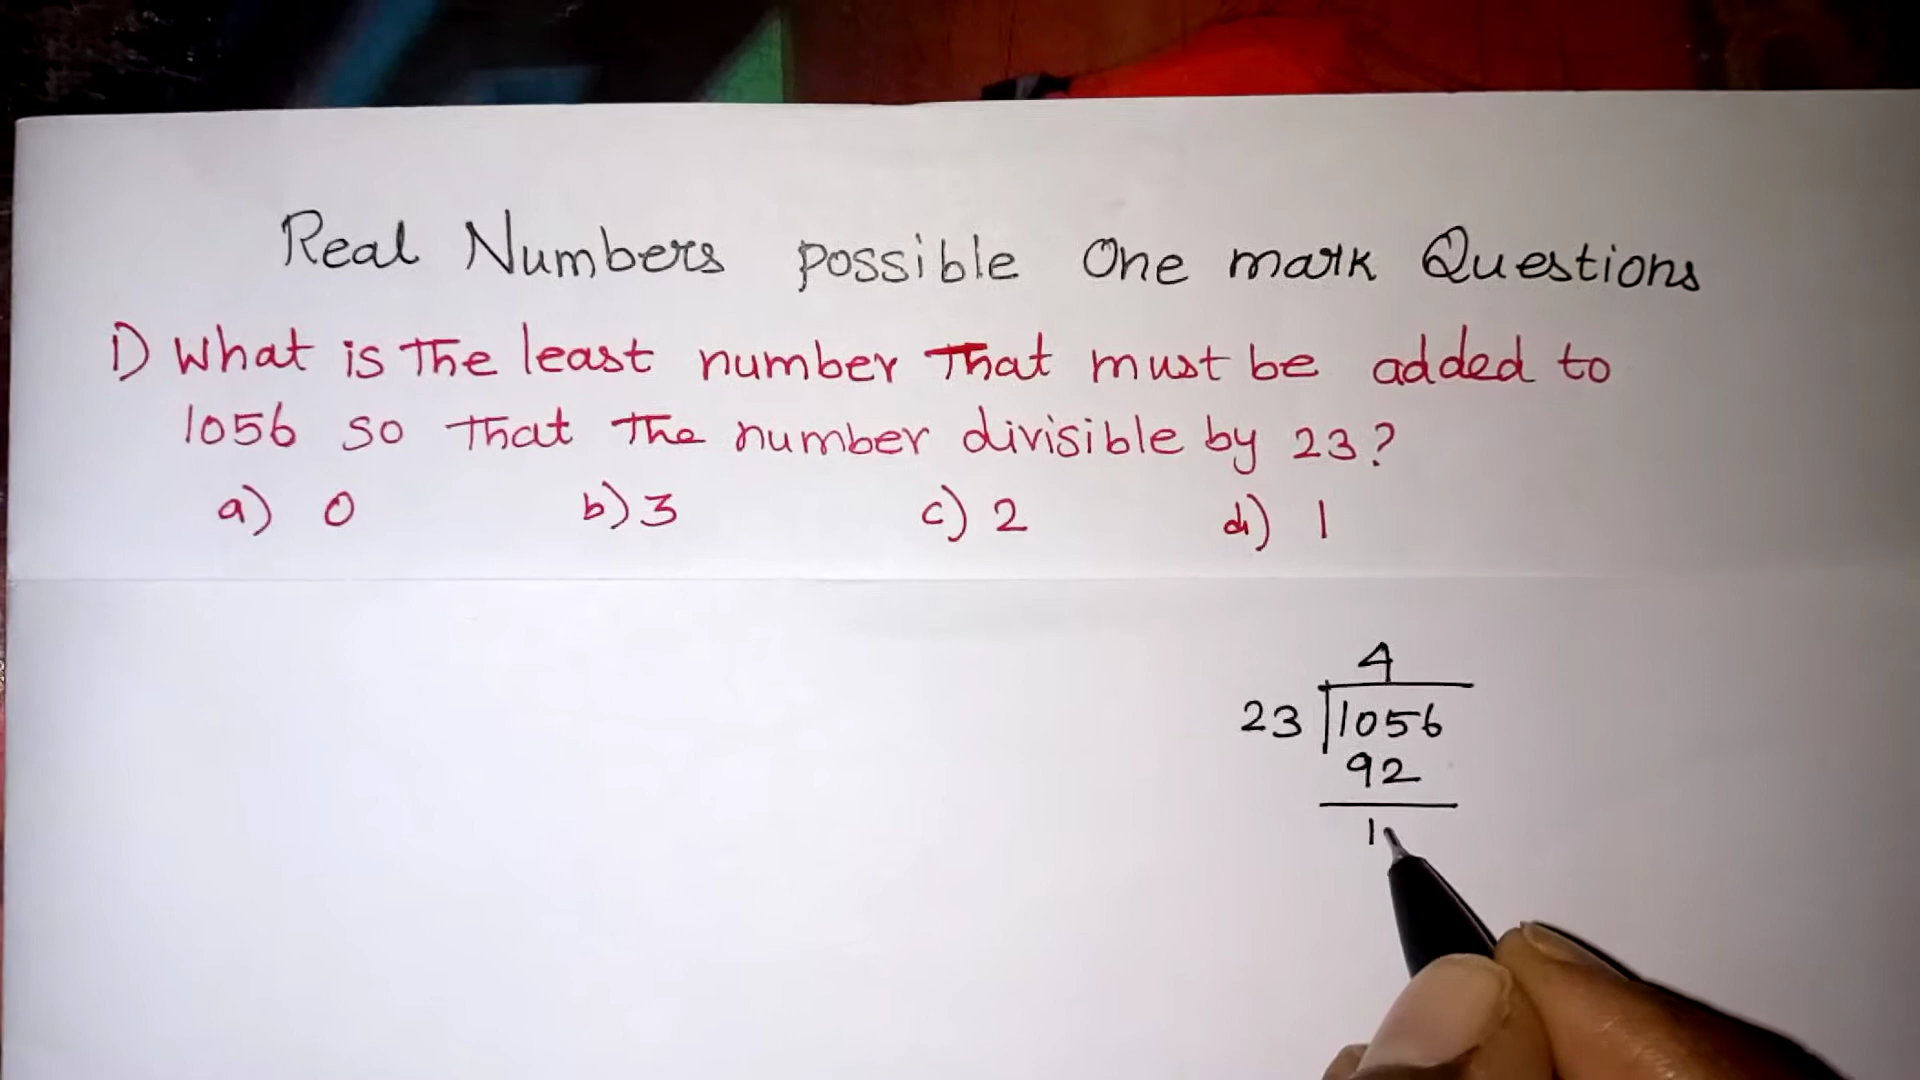 Real Numbers possible One mark Questions
1) What is the least number that must be added to
1056 so that the number divisible by 23?
a) 0 b) 3 c) 2 d) 1
4
23 1056
92
1